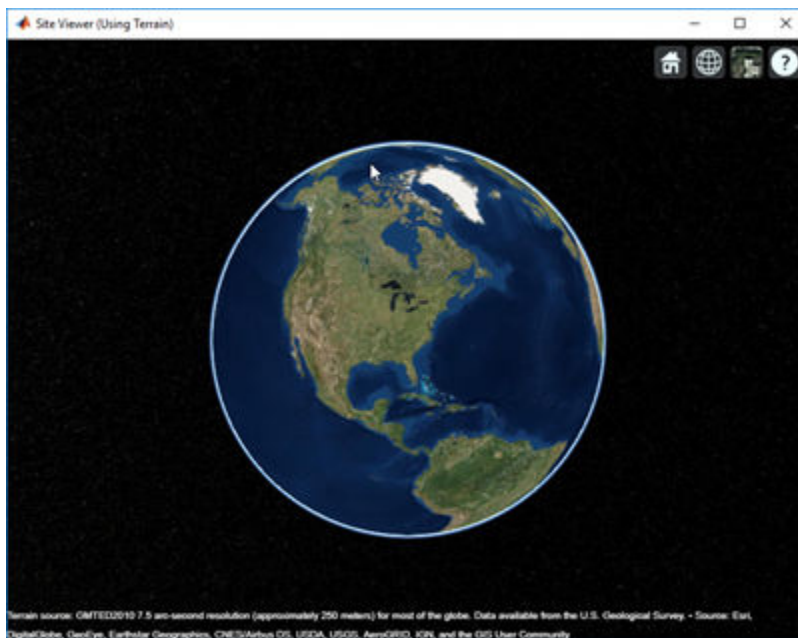 Site Viewer (Using Terrain)
?
Terrain source: GMTED2010 7.5 arc-second resolution (approximately 250 meters) for most of the globe. Data available from the U.S. Geological Survey. • Source: Esri,
DigitalGlobe, GeoEye, Earthstar Geographics, CNES/Airbus DS, USDA, USGS, AeroGRID, IGN, and the GIS User Community